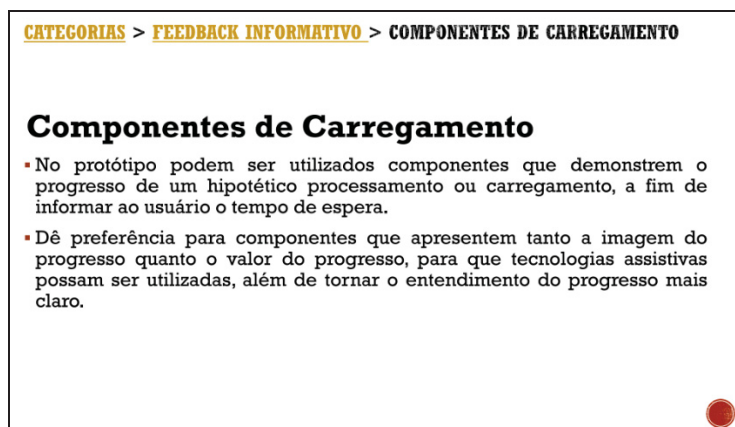 CATEGORIAS > FEEDBACK INFORMATIVO > COMPONENTES DE CARREGAMENTO
Componentes de Carregamento
▪ No protótipo podem ser utilizados componentes que demonstrem o
progresso de um hipotético processamento ou carregamento, a fim de
informar ao usuário o tempo de espera.
▪ Dê preferência para componentes que apresentem tanto a imagem do
progresso quanto o valor do progresso, para que tecnologias assistivas
possam ser utilizadas, além de tornar o entendimento do progresso mais
claro.